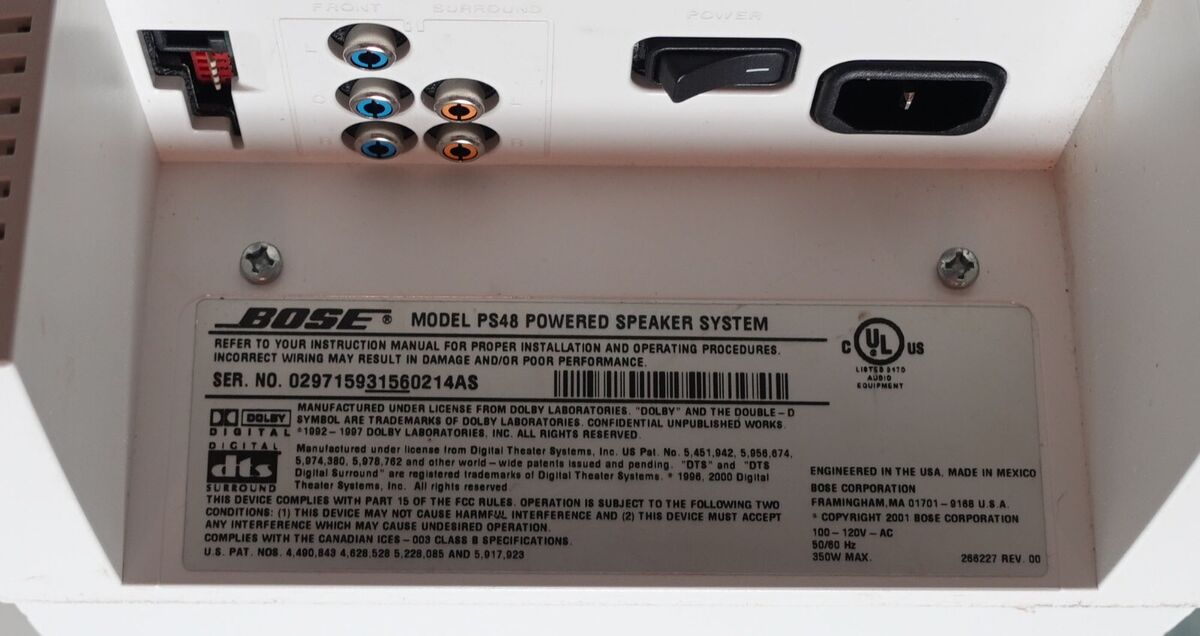 FRONT
SURROUND
POWER
L
C
R
L
R
BOSE ® MODEL PS48 POWERED SPEAKER SYSTEM
REFER TO YOUR INSTRUCTION MANUAL FOR PROPER INSTALLATION AND OPERATING PROCEDURES.
INCORRECT WIRING MAY RESULT IN DAMAGE AND/OR POOR PERFORMANCE.
SER. NO. 029715931560214AS
C UL US
LISTED 3470
AUDIO
EQUIPMENT
DOLBY
DIGITAL
MANUFACTURED UNDER LICENSE FROM DOLBY LABORATORIES. "DOLBY" AND THE DOUBLE-D
SYMBOL ARE TRADEMARKS OF DOLBY LABORATORIES. CONFIDENTIAL UNPUBLISHED WORKS.
©1992-1997 DOLBY LABORATORIES, INC. ALL RIGHTS RESERVED.
DIGITAL
dts
SURROUND
Manufactured under license from Digital Theater Systems, Inc. US Pat. No. 5,451,942, 5,956,674,
5,974,380, 5,978,762 and other world-wide patents issued and pending. "DTS" and "DTS
Digital Surround" are registered trademarks of Digital Theater Systems. © 1996, 2000 Digital
Theater Systems, Inc. All rights reserved.
THIS DEVICE COMPLIES WITH PART 15 OF THE FCC RULES. OPERATION IS SUBJECT TO THE FOLLOWING TWO
CONDITIONS: (1) THIS DEVICE MAY NOT CAUSE HARMFUL INTERFERENCE AND (2) THIS DEVICE MUST ACCEPT
ANY INTERFERENCE WHICH MAY CAUSE UNDESIRED OPERATION.
COMPLIES WITH THE CANADIAN ICES-003 CLASS B SPECIFICATIONS.
U.S. PAT. NOS. 4,490,843 4,628,528 5,228,085 AND 5,917,923
ENGINEERED IN THE USA, MADE IN MEXICO
BOSE CORPORATION
FRAMINGHAM, MA 01701-9168 U.S.A.
© COPYRIGHT 2001 BOSE CORPORATION
100-120V-AC
50/60 Hz
350W MAX.
266227 REV. 00